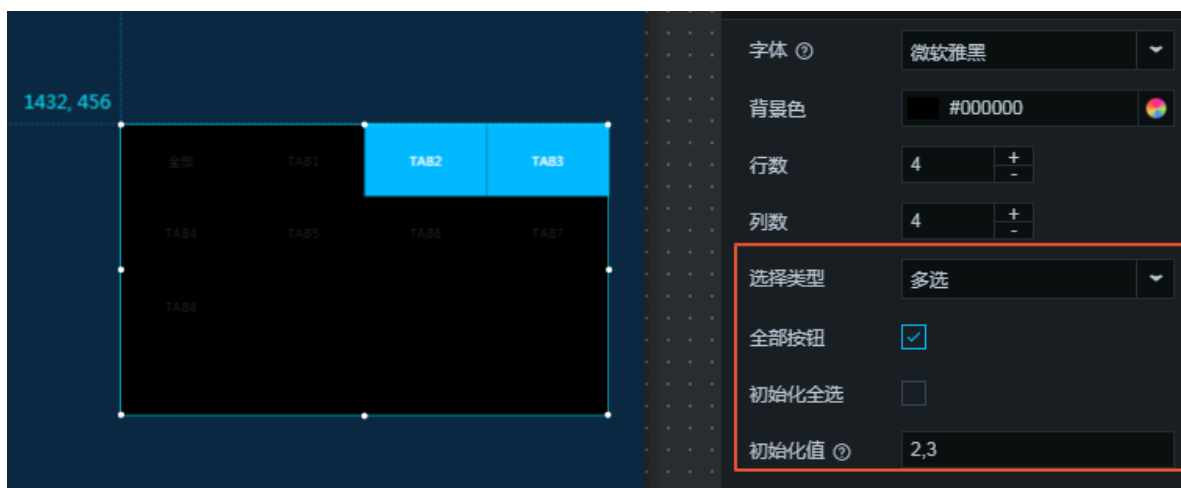 1432, 456
全部 TAB1 TAB2 TAB3
TAB4 TAB5 TAB6 TAB7
TAB8
字体 ?
微软雅黑
背景色
#000000
行数
4
+
-
列数
4
+
-
选择类型
多选
全部按钮
初始化全选
初始化值 ?
2,3